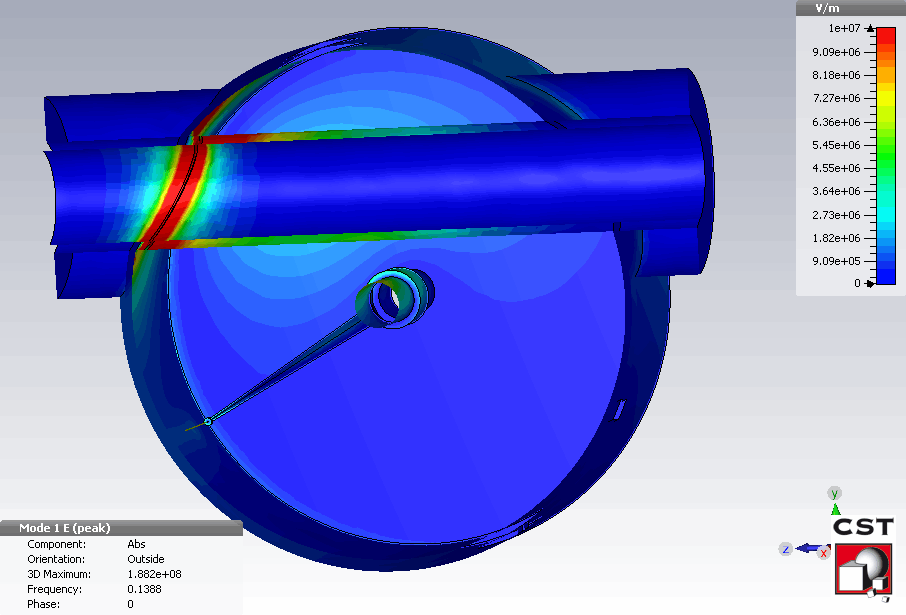 V/m
1e+07
9.09e+06
8.18e+06
7.27e+06
6.36e+06
5.45e+06
4.55e+06
3.64e+06
2.73e+06
1.82e+06
9.09e+05
0
y
z
x
CST
Mode 1 E (peak)
Component: Abs
Orientation: Outside
3D Maximum: 1.882e+08
Frequency: 0.1388
Phase: 0